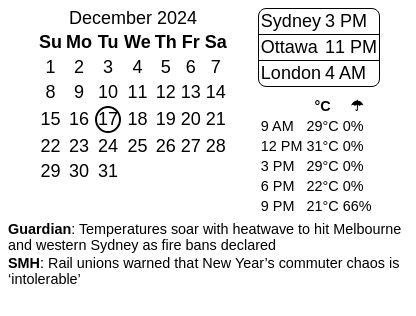 December 2024
Su Mo Tu We Th Fr Sa
1 2 3 4 5 6 7
8 9 10 11 12 13 14
15 16 17 18 19 20 21
22 23 24 25 26 27 28
29 30 31
Sydney 3 PM
Ottawa 11 PM
London 4 AM
°C ☂
9 AM 29°C 0%
12 PM 31°C 0%
3 PM 29°C 0%
6 PM 22°C 0%
9 PM 21°C 66%
Guardian: Temperatures soar with heatwave to hit Melbourne
and western Sydney as fire bans declared
SMH: Rail unions warned that New Year’s commuter chaos is
‘intolerable’